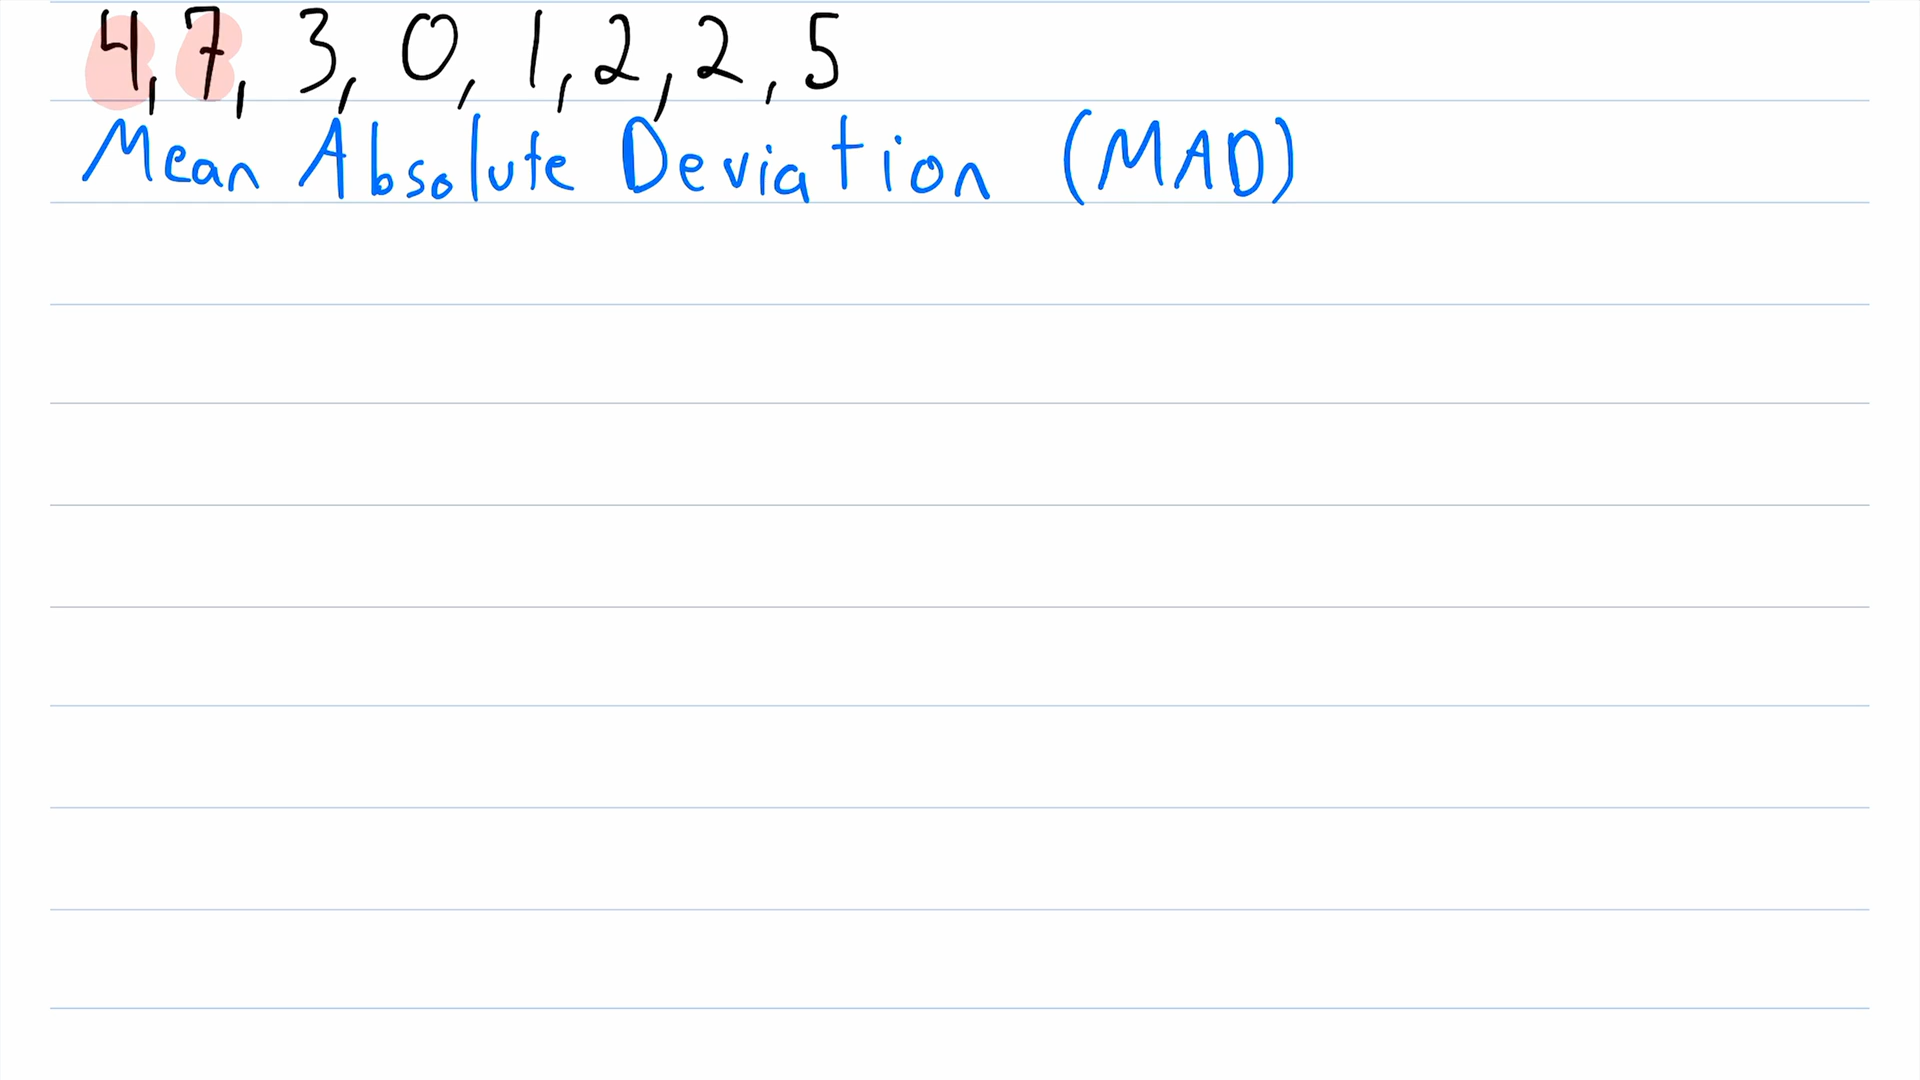 4, 7, 3, 0, 1, 2, 2, 5
Mean Absolute Deviation (MAD)